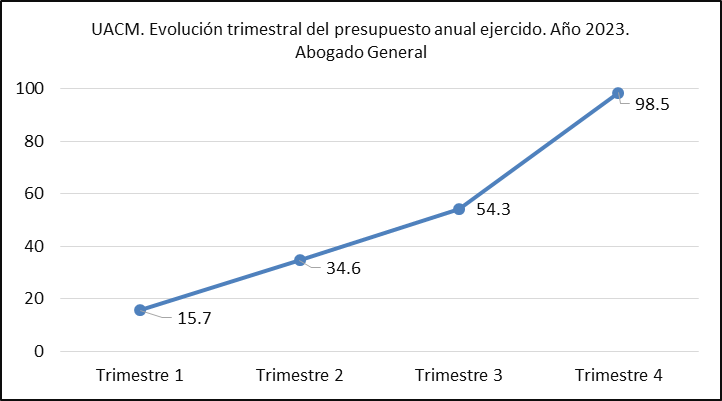 UACM. Evolución trimestral del presupuesto anual ejercido. Año 2023.
Abogado General
100
80
60
40
20
0
98.5
54.3
34.6
15.7
Trimestre 1
Trimestre 2
Trimestre 3
Trimestre 4